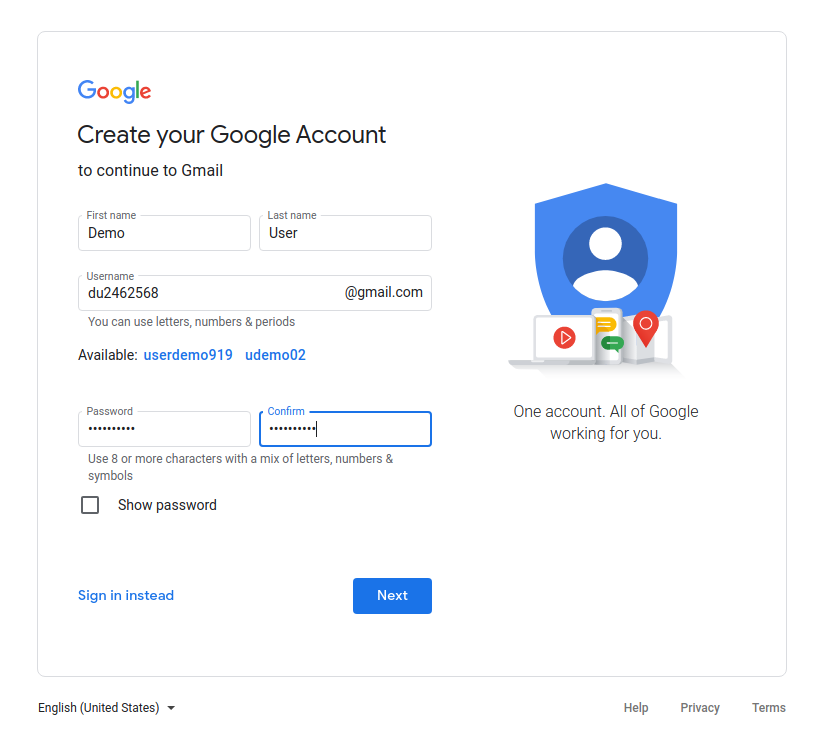 Google
Create your Google Account
to continue to Gmail
First name
Demo
Last name
User
Username
du2462568
@gmail.com
You can use letters, numbers & periods
Available: userdemo919 udemo02
Password
••••••••••
Confirm
••••••••••
Use 8 or more characters with a mix of letters, numbers &
symbols
Show password
Sign in instead
Next
One account. All of Google
working for you.
English (United States)
Help
Privacy
Terms